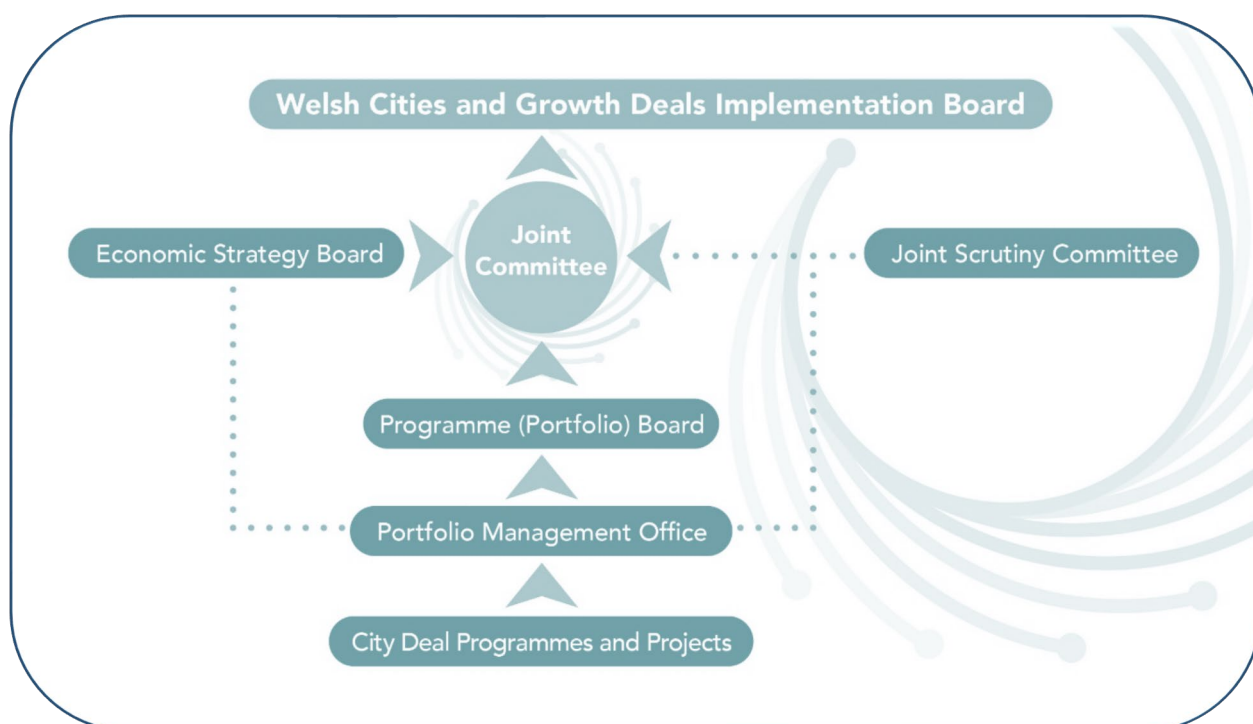 Welsh Cities and Growth Deals Implementation Board
Economic Strategy Board
Joint
Committee
Joint Scrutiny Committee
Programme (Portfolio) Board
Portfolio Management Office
City Deal Programmes and Projects